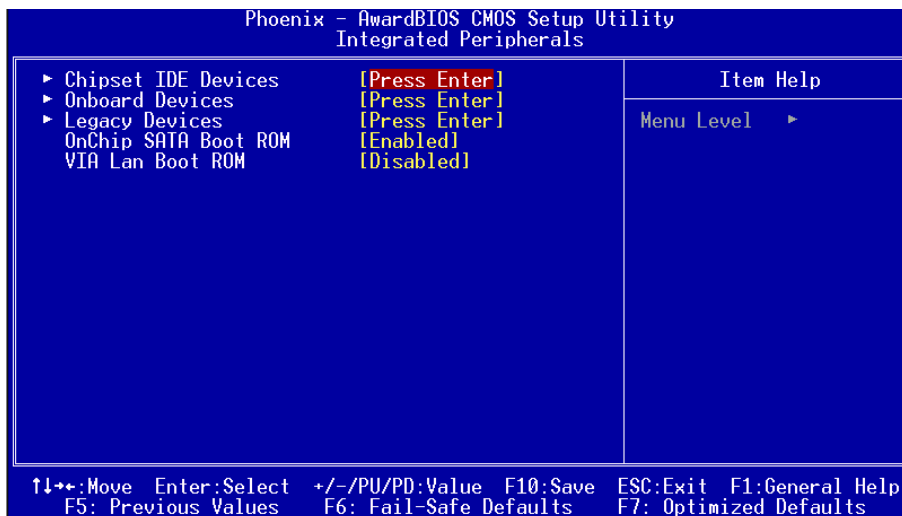 Phoenix - AwardBIOS CMOS Setup Utility
Integrated Peripherals
► Chipset IDE Devices [Press Enter]
► Onboard Devices [Press Enter]
► Legacy Devices [Press Enter]
OnChip SATA Boot ROM [Enabled]
VIA Lan Boot ROM [Disabled]
Item Help
Menu Level ►
↑↓→←:Move Enter:Select +/-/PU/PD:Value F10:Save ESC:Exit F1:General Help
F5: Previous Values F6: Fail-Safe Defaults F7: Optimized Defaults